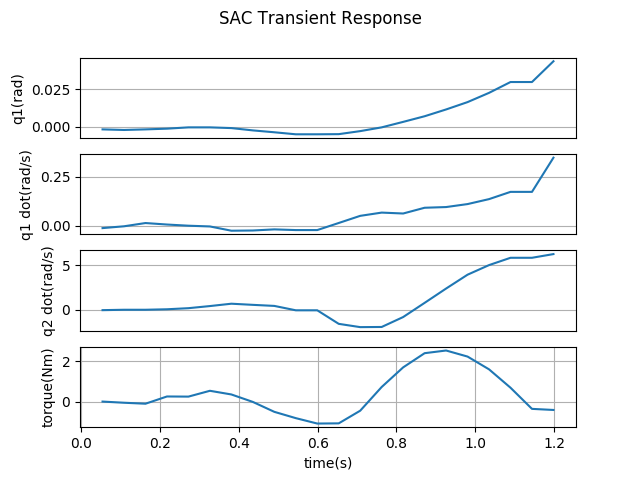 SAC Transient Response
q1(rad)
0.025
0.000
q1 dot(rad/s)
0.25
0.00
q2 dot(rad/s)
5
0
torque(Nm)
2
0
0.0 0.2 0.4 0.6 0.8 1.0 1.2
time(s)